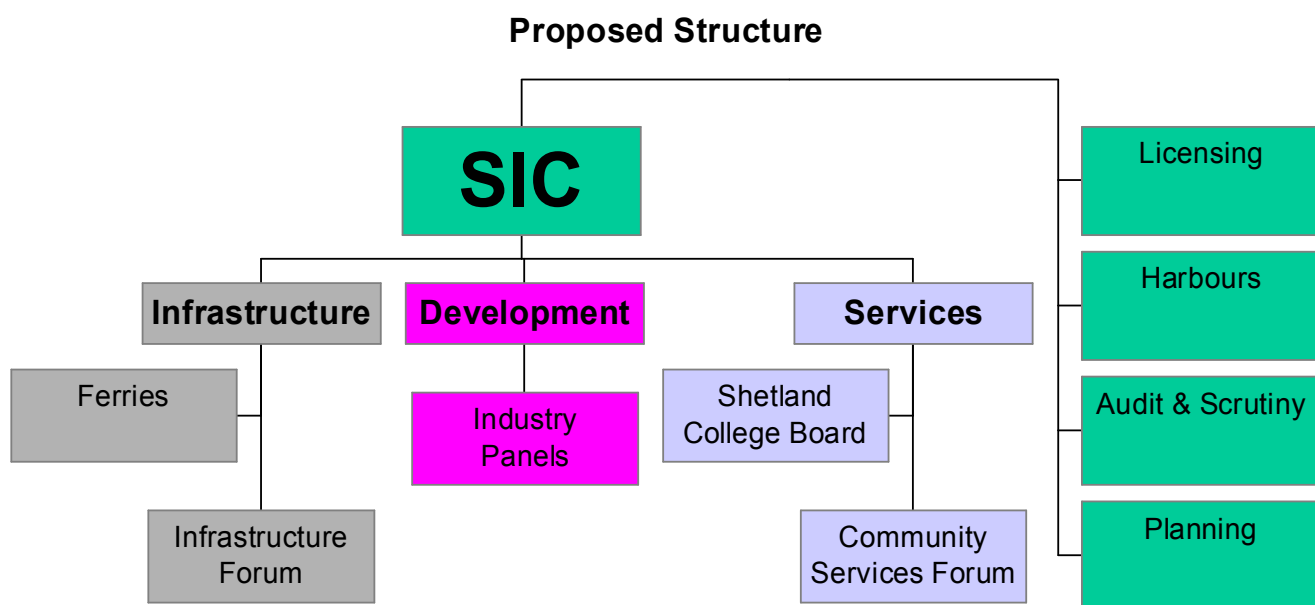 Proposed Structure
SIC
Licensing
Harbours
Audit & Scrutiny
Planning
Infrastructure
Development
Services
Ferries
Industry
Panels
Shetland
College Board
Infrastructure
Forum
Community
Services Forum